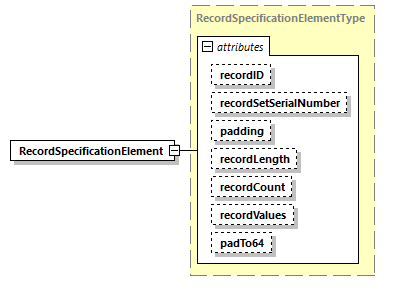 RecordSpecificationElementType
attributes
recordID
recordSetSerialNumber
padding
recordLength
RecordSpecificationElement
recordCount
recordValues
padTo64